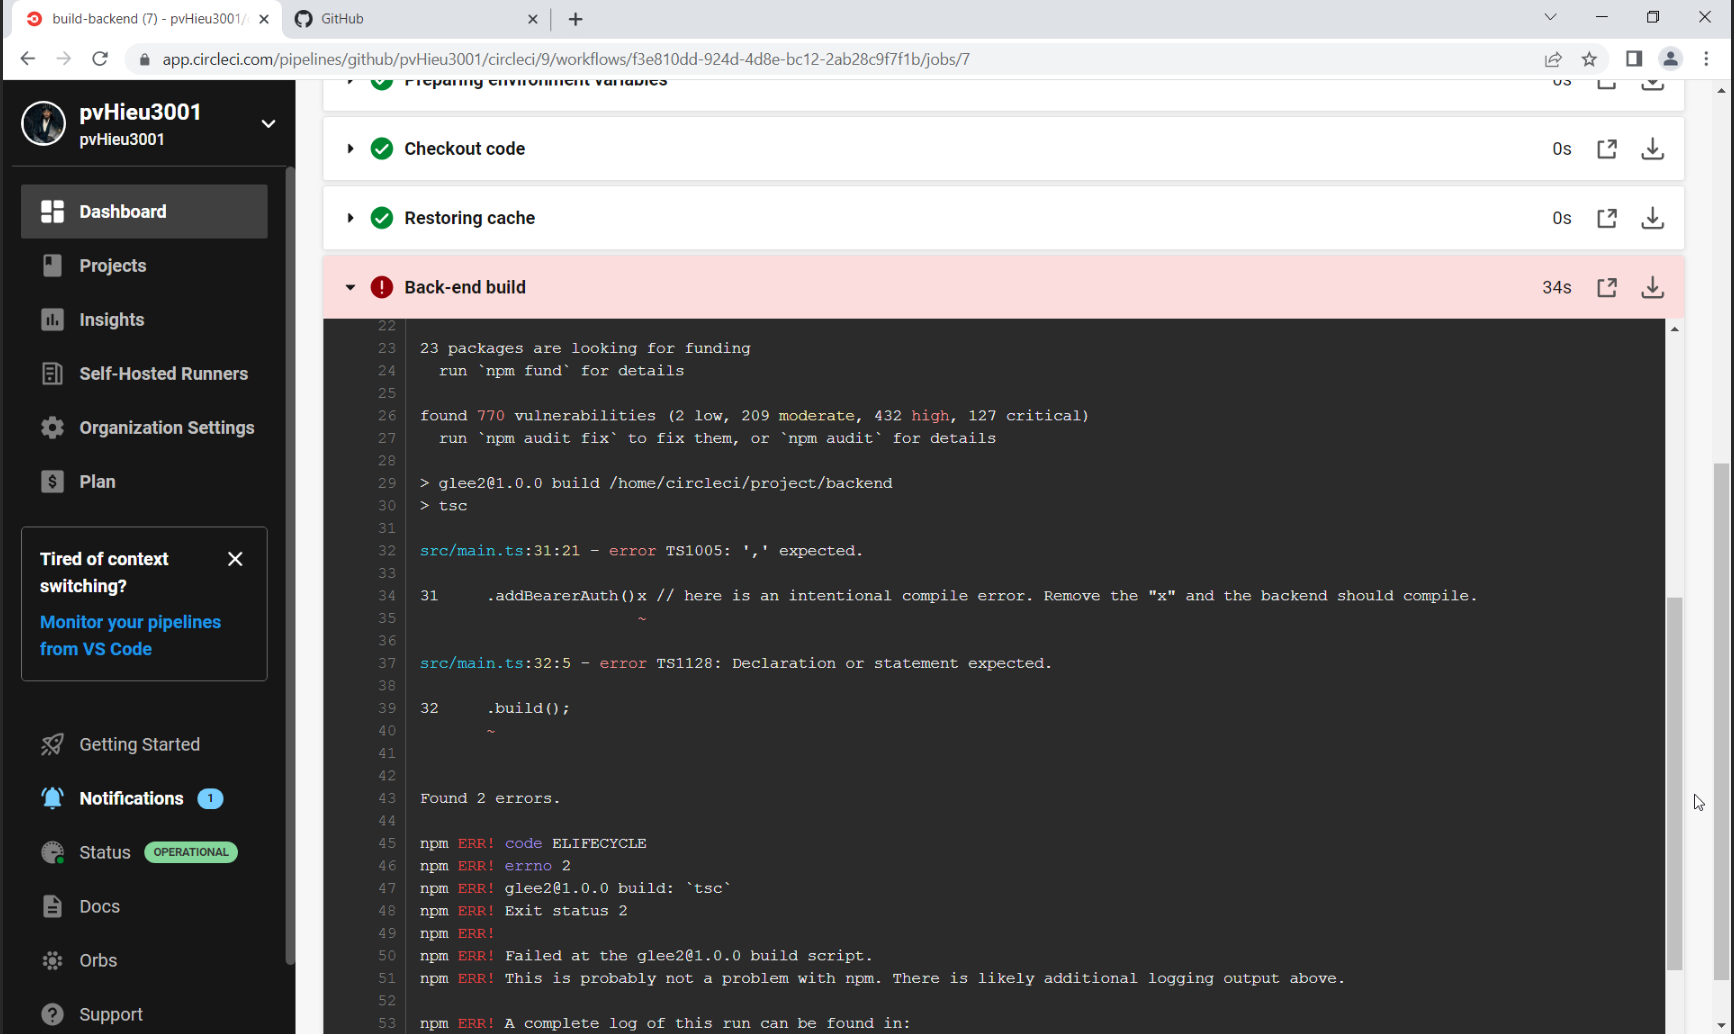 build-backend (7) - pvHieu3001/
GitHub
app.circleci.com/pipelines/github/pvHieu3001/circleci/9/workflows/f3e810dd-924d-4d8e-bc12-2ab28c9f7f1b/jobs/7
pvHieu3001
pvHieu3001
Dashboard
Projects
Insights
Self-Hosted Runners
Organization Settings
Plan
Tired of context
switching?
Monitor your pipelines
from VS Code
Getting Started
Notifications 1
Status OPERATIONAL
Docs
Orbs
Support
Preparing environment variables 0s
Checkout code 0s
Restoring cache 0s
Back-end build 34s
22
23 23 packages are looking for funding
24 run `npm fund` for details
25
26 found 770 vulnerabilities (2 low, 209 moderate, 432 high, 127 critical)
27 run `npm audit fix` to fix them, or `npm audit` for details
28
29 > glee2@1.0.0 build /home/circleci/project/backend
30 > tsc
31
32 src/main.ts:31:21 - error TS1005: ',' expected.
33
34 31 .addBearerAuth()x // here is an intentional compile error. Remove the "x" and the backend should compile.
35 ~
36
37 src/main.ts:32:5 - error TS1128: Declaration or statement expected.
38
39 32 .build();
40 ~
41
42
43 Found 2 errors.
44
45 npm ERR! code ELIFECYCLE
46 npm ERR! errno 2
47 npm ERR! glee2@1.0.0 build: `tsc`
48 npm ERR! Exit status 2
49 npm ERR!
50 npm ERR! Failed at the glee2@1.0.0 build script.
51 npm ERR! This is probably not a problem with npm. There is likely additional logging output above.
52
53 npm ERR! A complete log of this run can be found in: